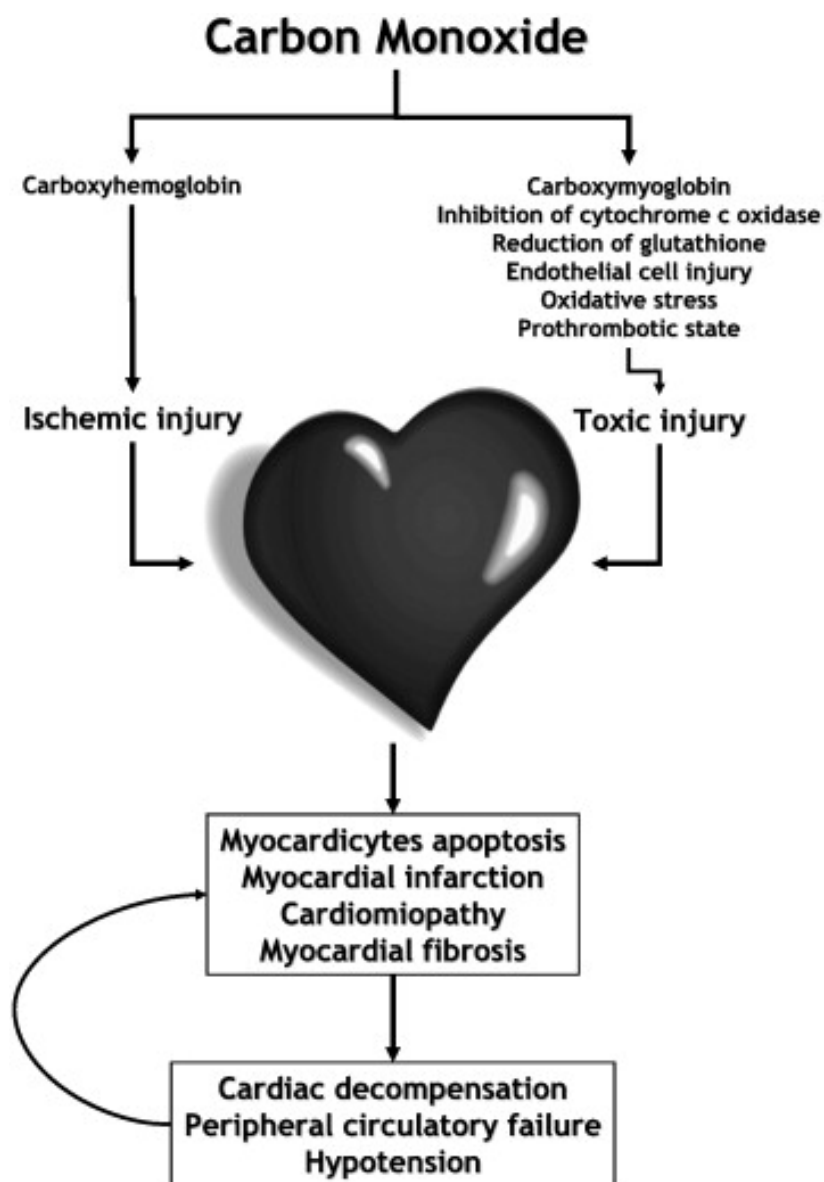 Carbon Monoxide
Carboxyhemoglobin
Carboxymyoglobin
Inhibition of cytochrome c oxidase
Reduction of glutathione
Endothelial cell injury
Oxidative stress
Prothrombotic state
Ischemic injury
Toxic injury
Myocardicytes apoptosis
Myocardial infarction
Cardiomiopathy
Myocardial fibrosis
Cardiac decompensation
Peripheral circulatory failure
Hypotension